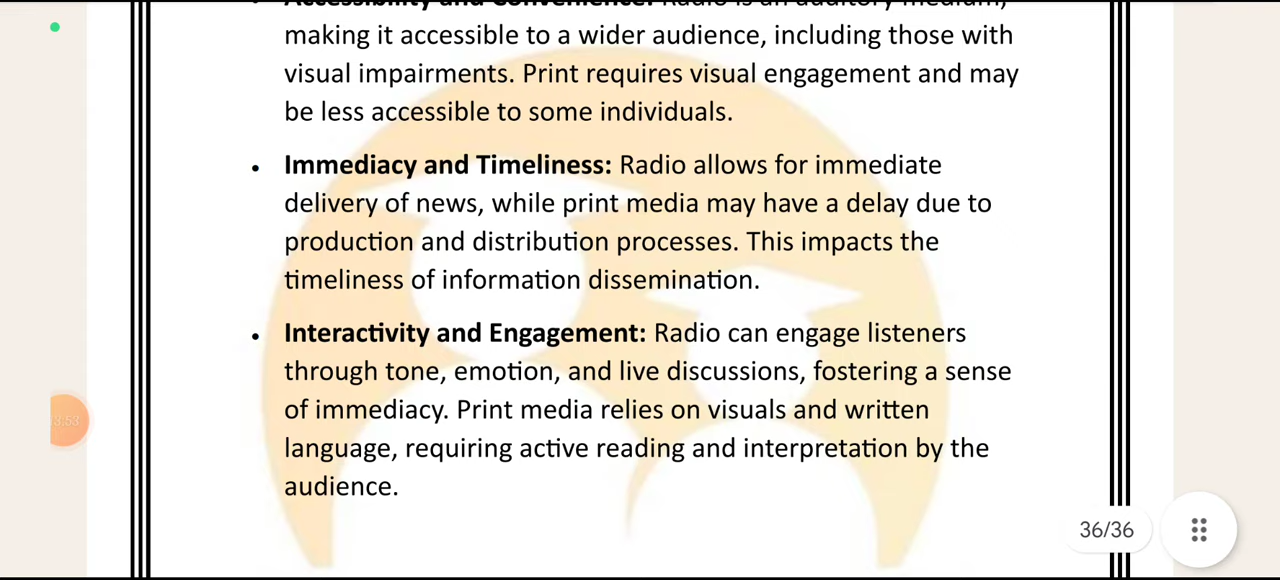 Accessibility and Convenience: Radio is an auditory medium,
making it accessible to a wider audience, including those with
visual impairments. Print requires visual engagement and may
be less accessible to some individuals.
• Immediacy and Timeliness: Radio allows for immediate
delivery of news, while print media may have a delay due to
production and distribution processes. This impacts the
timeliness of information dissemination.
• Interactivity and Engagement: Radio can engage listeners
through tone, emotion, and live discussions, fostering a sense
of immediacy. Print media relies on visuals and written
language, requiring active reading and interpretation by the
audience.
36/36